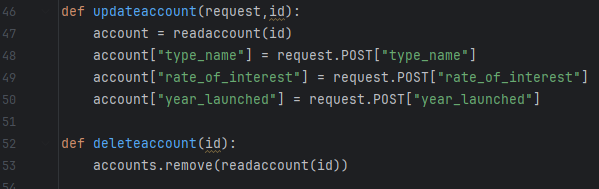 46 def updateaccount(request,id):
47 account = readaccount(id)
48 account["type_name"] = request.POST["type_name"]
49 account["rate_of_interest"] = request.POST["rate_of_interest"]
50 account["year_launched"] = request.POST["year_launched"]
51
52 def deleteaccount(id):
53 accounts.remove(readaccount(id))
54